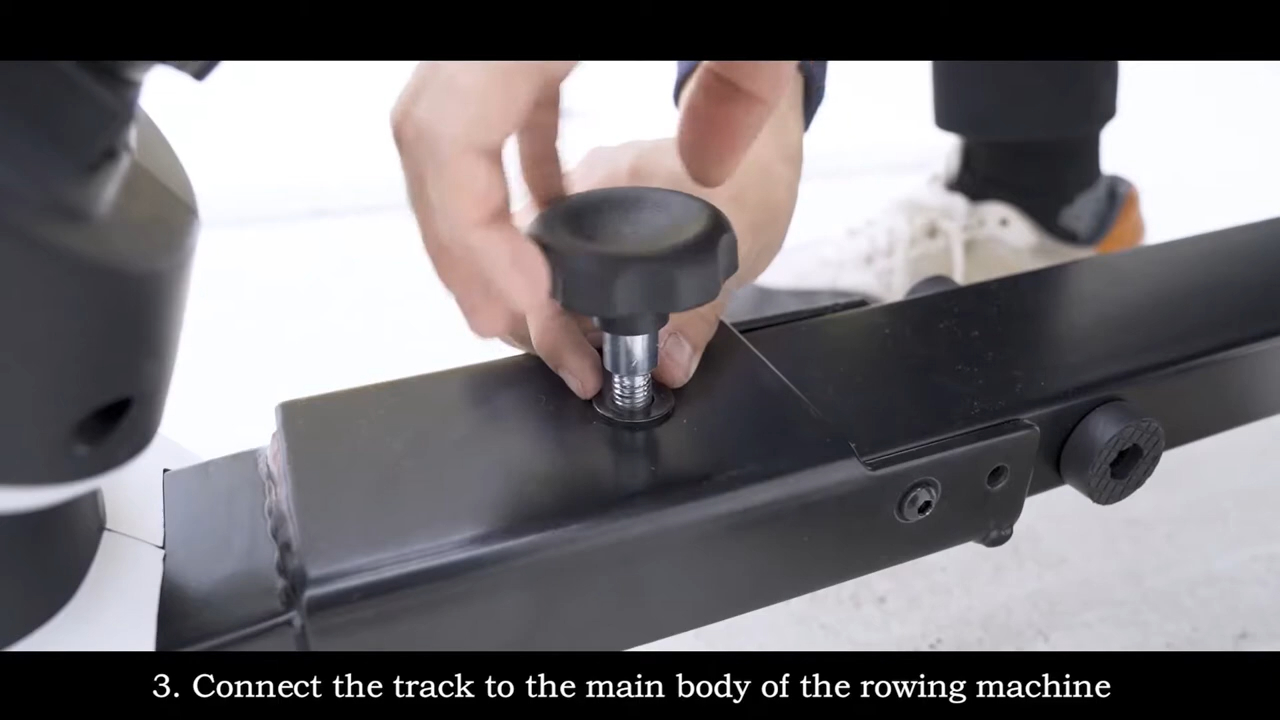 3. Connect the track to the main body of the rowing machine